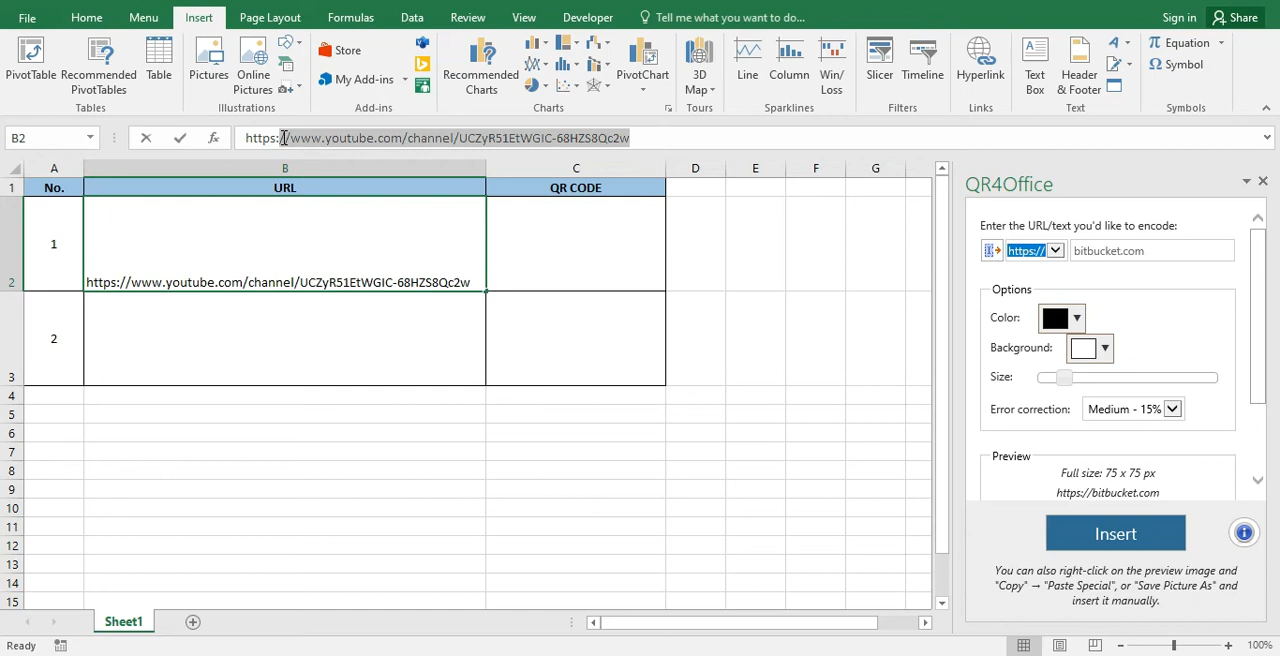 File Home Menu Insert Page Layout Formulas Data Review View Developer Tell me what you want to do... Sign in Share
PivotTable Recommended PivotTables Table Pictures Online Pictures Store My Add-ins Recommended Charts PivotChart 3D Map Line Column Win/ Loss Slicer Timeline Hyperlink Text Box Header & Footer Equation Symbol
Tables Illustrations Add-ins Charts Tours Sparklines Filters Links Text Symbols
B2 fx https://www.youtube.com/channel/UCZyR51EtWGIC-68HZS8Qc2w
A B C D E F G
1 No. URL QR CODE
2 1 https://www.youtube.com/channel/UCZyR51EtWGIC-68HZS8Qc2w
3 2
4
5
6
7
8
9
10
11
12
13
14
15
QR4Office
Enter the URL/text you'd like to encode:
https:// bitbucket.com
Options
Color:
Background:
Size:
Error correction: Medium - 15%
Preview
Full size: 75 x 75 px
https://bitbucket.com
Insert
You can also right-click on the preview image and
"Copy" → "Paste Special", or "Save Picture As" and
insert it manually.
Sheet1
Ready 100%